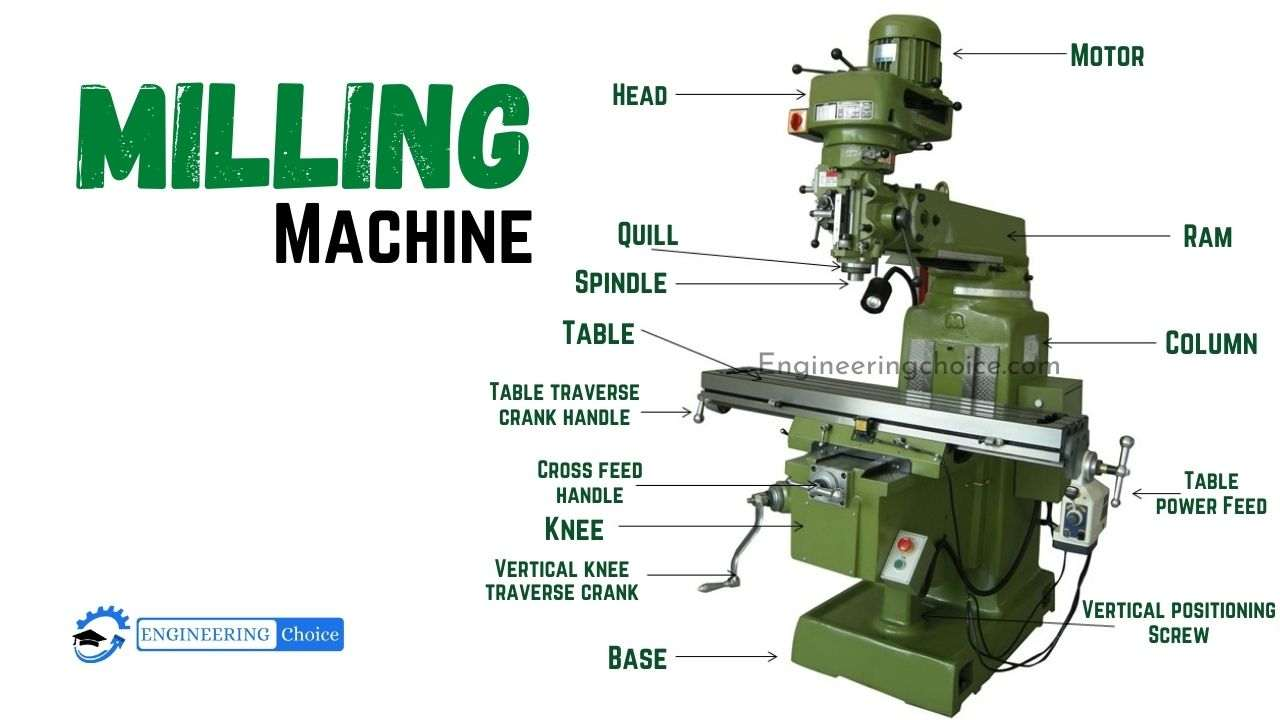 MILLING
MACHINE
MOTOR
HEAD
QUILL
RAM
SPINDLE
TABLE
COLUMN
Engineeringchoice.com
TABLE TRAVERSE
CRANK HANDLE
CROSS FEED
HANDLE
TABLE
POWER FEED
KNEE
VERTICAL KNEE
TRAVERSE CRANK
VERTICAL POSITIONING
SCREW
BASE
ENGINEERING Choice